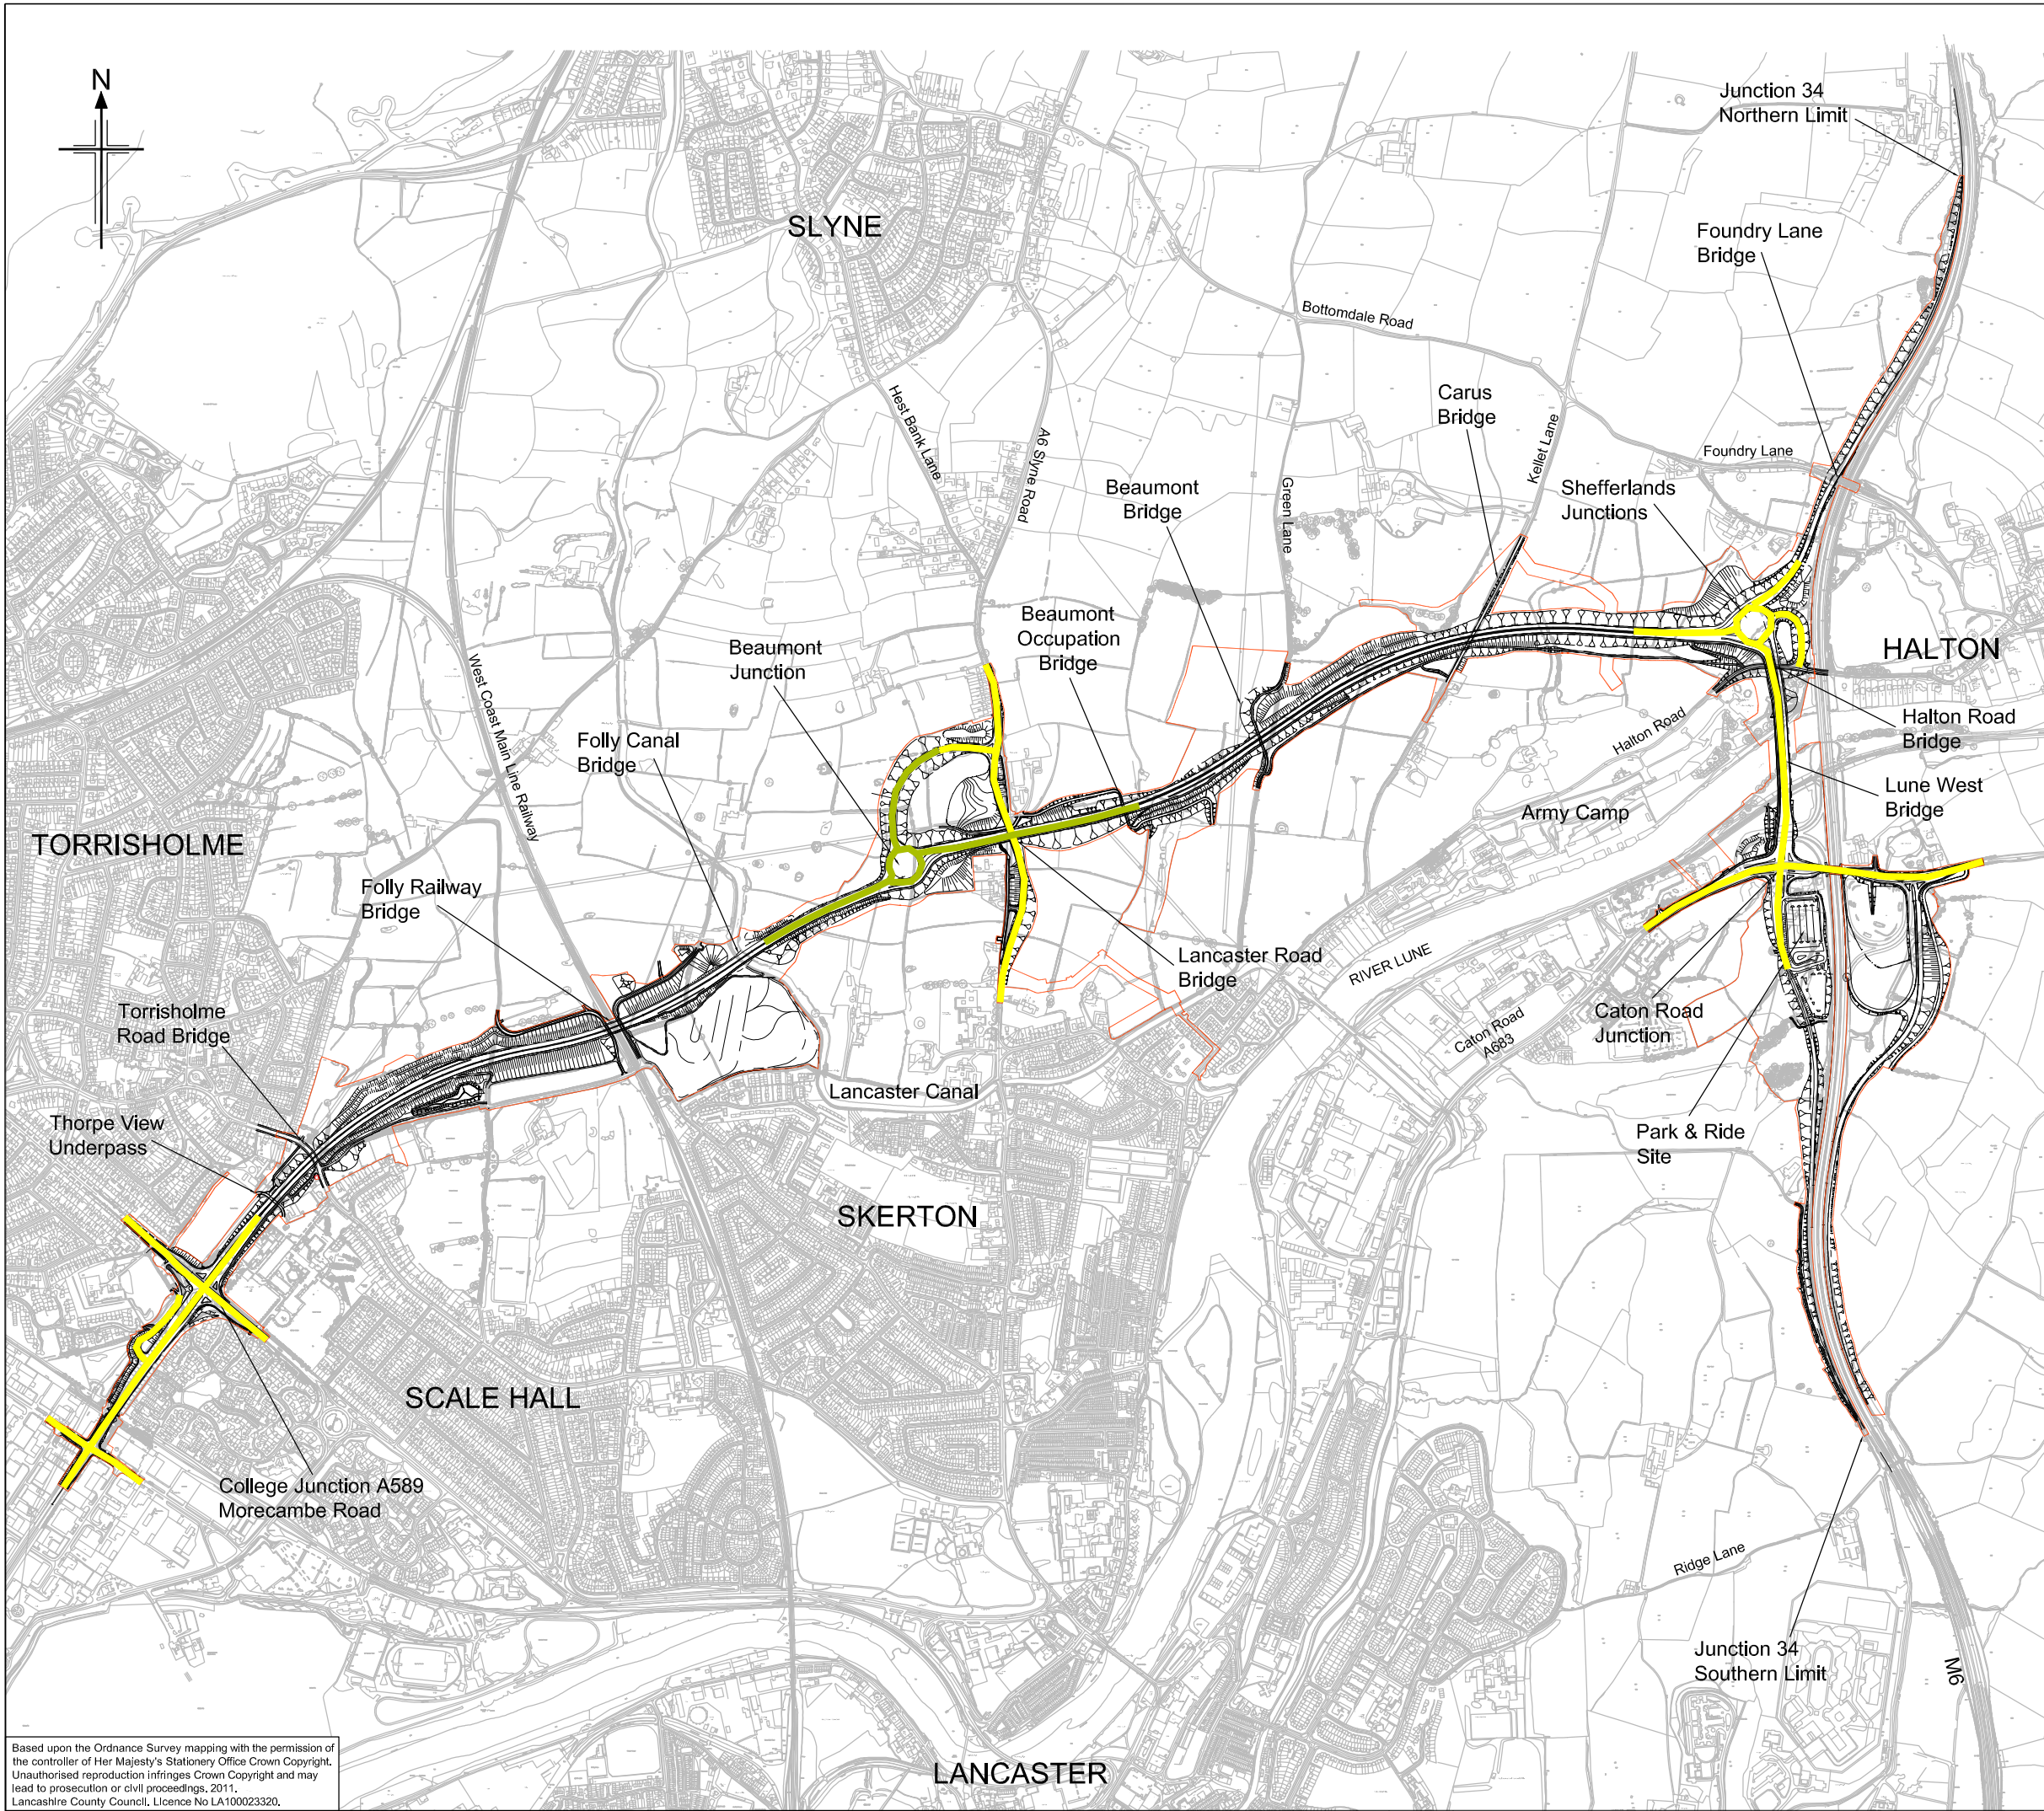 N
Junction 34
Northern Limit
SLYNE
Foundry Lane
Bridge
Bottomdale Road
Carus
Bridge
Hest Bank Lane
A6 Slyne Road
Kellet Lane
Foundry Lane
Beaumont
Bridge
Green Lane
Shefferlands
Junctions
Beaumont
Occupation
Bridge
Beaumont
Junction
HALTON
West Coast Main Line Railway
Folly Canal
Bridge
Halton Road
Halton Road
Bridge
Lune West
Bridge
Army Camp
TORRISHOLME
Folly Railway
Bridge
Lancaster Road
Bridge
RIVER LUNE
Torrisholme
Road Bridge
Caton Road
A683
Caton Road
Junction
Lancaster Canal
Thorpe View
Underpass
Park & Ride
Site
SKERTON
SCALE HALL
College Junction A589
Morecambe Road
Ridge Lane
Junction 34
Southern Limit
M6
LANCASTER
Based upon the Ordnance Survey mapping with the permission of
the controller of Her Majesty's Stationery Office Crown Copyright.
Unauthorised reproduction infringes Crown Copyright and may
lead to prosecution or civil proceedings, 2011,
Lancashire County Council. Licence No LA100023320.